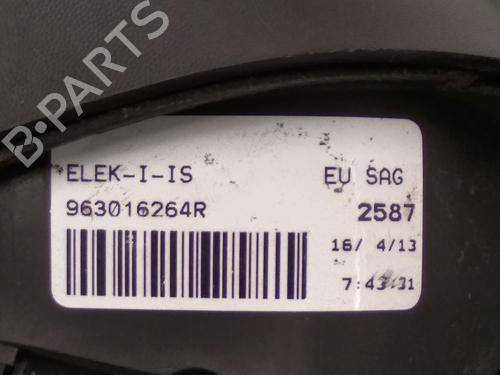 B-PARTS
ELEK-I-IS EU SAG
963016264R 2587
16/ 4/13
7:43:31